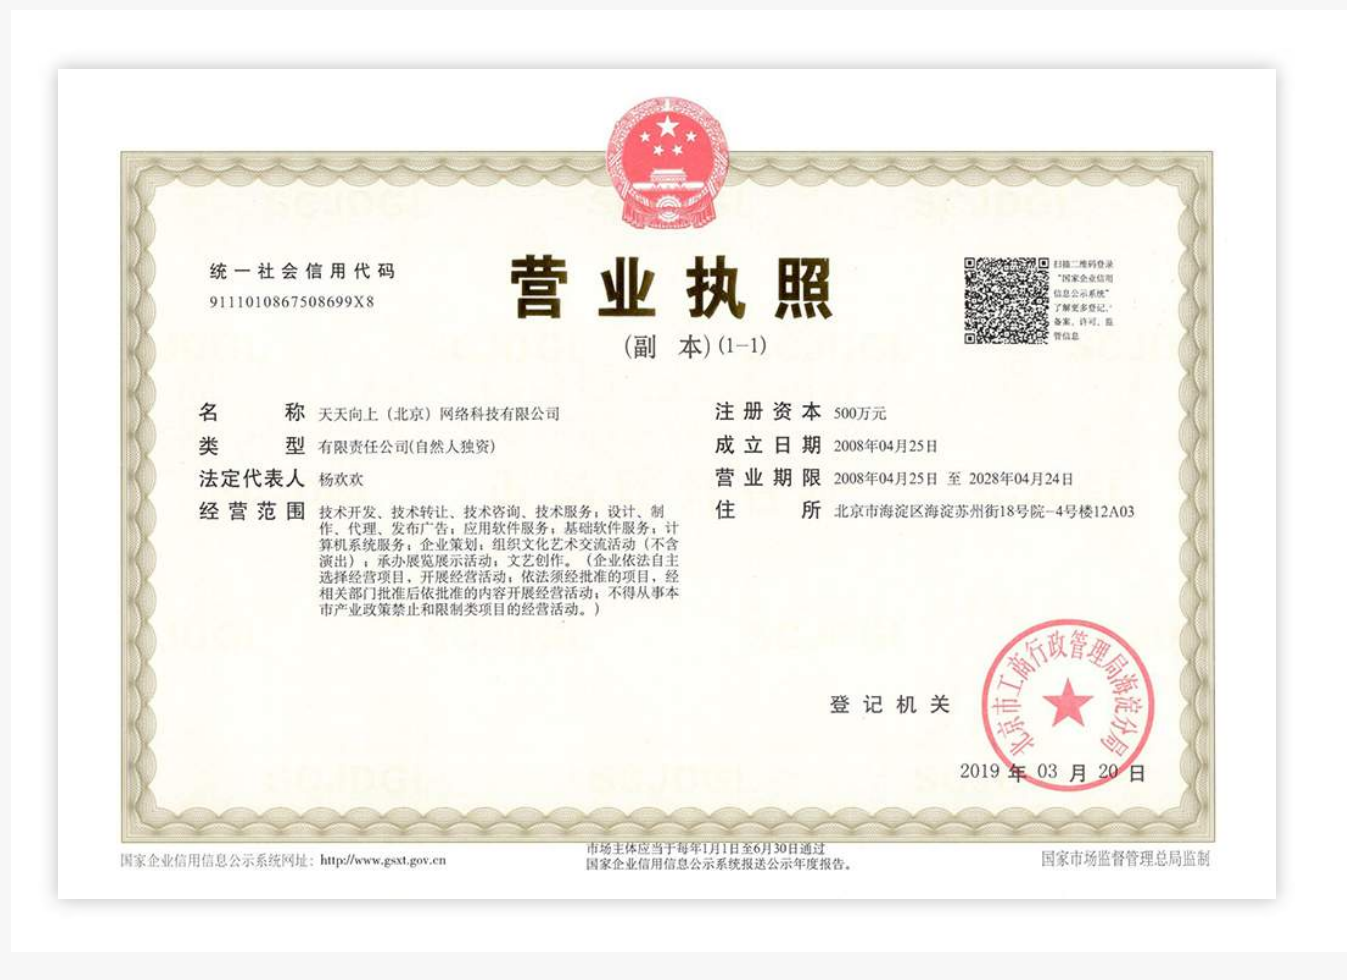 统一社会信用代码
9111010867508699X8
营业执照
(副 本)(1-1)
扫描二维码登录
“国家企业信用
信息公示系统”
了解更多登记、
备案、许可、监
管信息
名 称 天天向上（北京）网络科技有限公司
类 型 有限责任公司(自然人独资)
法定代表人 杨欢欢
经营范围 技术开发、技术转让、技术咨询、技术服务；设计、制
作、代理、发布广告；应用软件服务；基础软件服务；计
算机系统服务；企业策划；组织文化艺术交流活动（不含
演出）；承办展览展示活动；文艺创作。（企业依法自主
选择经营项目，开展经营活动；依法须经批准的项目，经
相关部门批准后依批准的内容开展经营活动；不得从事本
市产业政策禁止和限制类项目的经营活动。）
注册资本 500万元
成立日期 2008年04月25日
营业期限 2008年04月25日 至 2028年04月24日
住 所 北京市海淀区海淀苏州街18号院-4号楼12A03
登记机关
北京市工商行政管理局海淀分局
2019 年 03 月 20 日
国家企业信用信息公示系统网址：http://www.gsxt.gov.cn
市场主体应当于每年1月1日至6月30日通过
国家企业信用信息公示系统报送公示年度报告。
国家市场监督管理总局监制